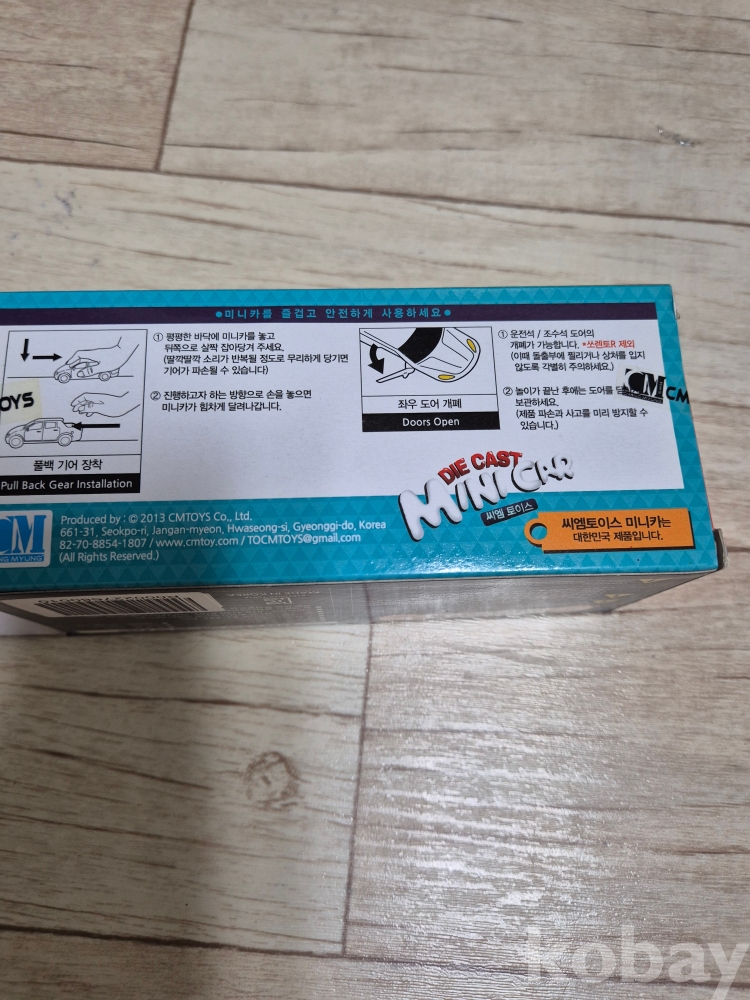 ●미니카를 즐겁고 안전하게 사용하세요●
① 평평한 바닥에 미니카를 놓고
뒤쪽으로 살짝 잡아당겨 주세요.
(딸깍딸깍 소리가 반복될 정도로 무리하게 당기면
기어가 파손될 수 있습니다)
② 진행하고자 하는 방향으로 손을 놓으면
미니카가 힘차게 달려나갑니다.
OYS
풀백 기어 장착
Pull Back Gear Installation
좌우 도어 개폐
Doors Open
① 운전석 / 조수석 도어의
개폐가 가능합니다. *쏘렌토R 제외
(이때 돌출부에 찔리거나 상처를 입지
않도록 각별히 주의하세요.)
② 놀이가 끝난 후에는 도어를
보관하세요.
(제품 파손과 사고를 미리 방지할 수
있습니다.)
CM CM
DIE CAST
MINI CAR
씨엠 토이스
씨엠토이스 미니카는
대한민국 제품입니다.
CM
NG MYUNG
Produced by : © 2013 CMTOYS Co., Ltd.
661-31, Seokpo-ri, Jangan-myeon, Hwaseong-si, Gyeonggi-do, Korea
82-70-8854-1807 / www.cmtoy.com / TOCMTOYS@gmail.com
(All Rights Reserved.)
MADE IN KOREA
kobay